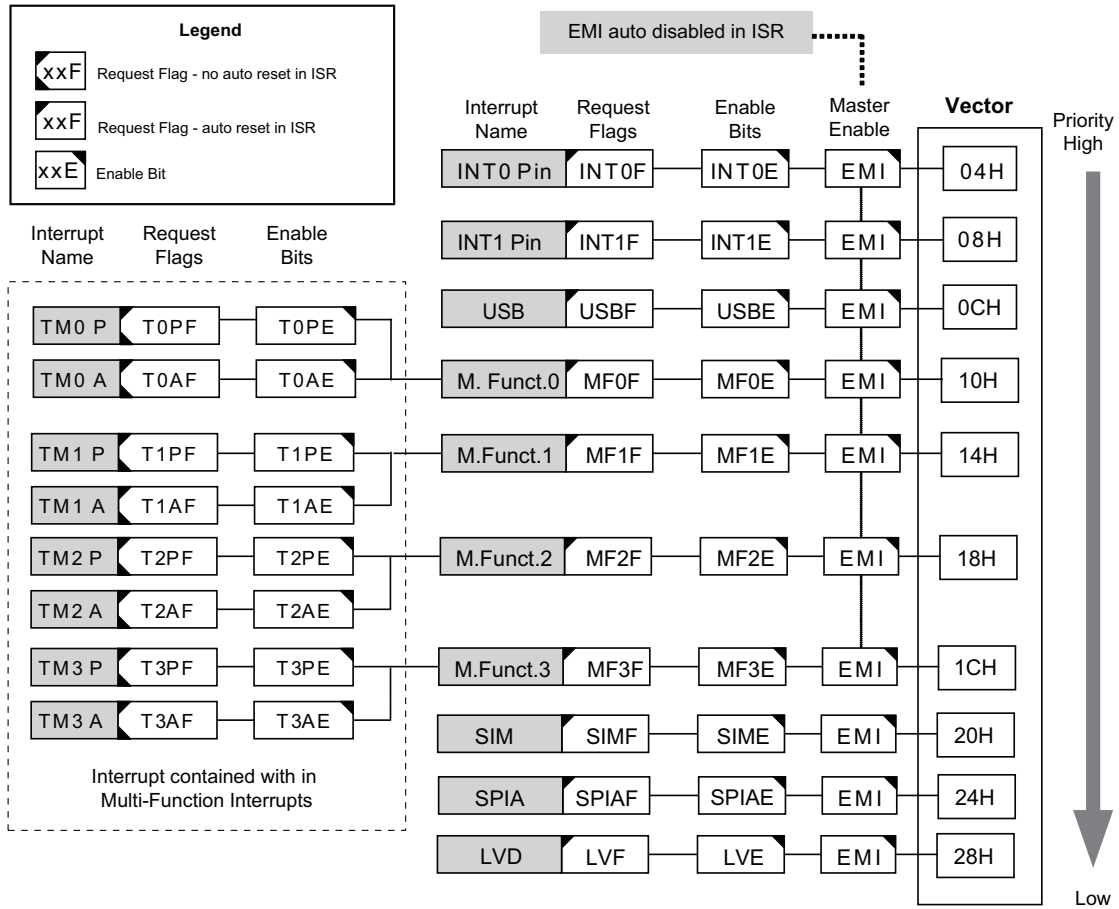 Legend
xxF Request Flag - no auto reset in ISR
xxF Request Flag - auto reset in ISR
xxE Enable Bit
EMI auto disabled in ISR
Interrupt Name Request Flags Enable Bits Master Enable Vector
Priority High
INT0 Pin INT0F INT0E EMI 04H
INT1 Pin INT1F INT1E EMI 08H
USB USBF USBE EMI 0CH
M. Funct.0 MF0F MF0E EMI 10H
M.Funct.1 MF1F MF1E EMI 14H
M.Funct.2 MF2F MF2E EMI 18H
M.Funct.3 MF3F MF3E EMI 1CH
SIM SIMF SIME EMI 20H
SPIA SPIAF SPIAE EMI 24H
LVD LVF LVE EMI 28H
Low
Interrupt Name Request Flags Enable Bits
TM0 P T0PF T0PE
TM0 A T0AF T0AE
TM1 P T1PF T1PE
TM1 A T1AF T1AE
TM2 P T2PF T2PE
TM2 A T2AF T2AE
TM3 P T3PF T3PE
TM3 A T3AF T3AE
Interrupt contained with in
Multi-Function Interrupts